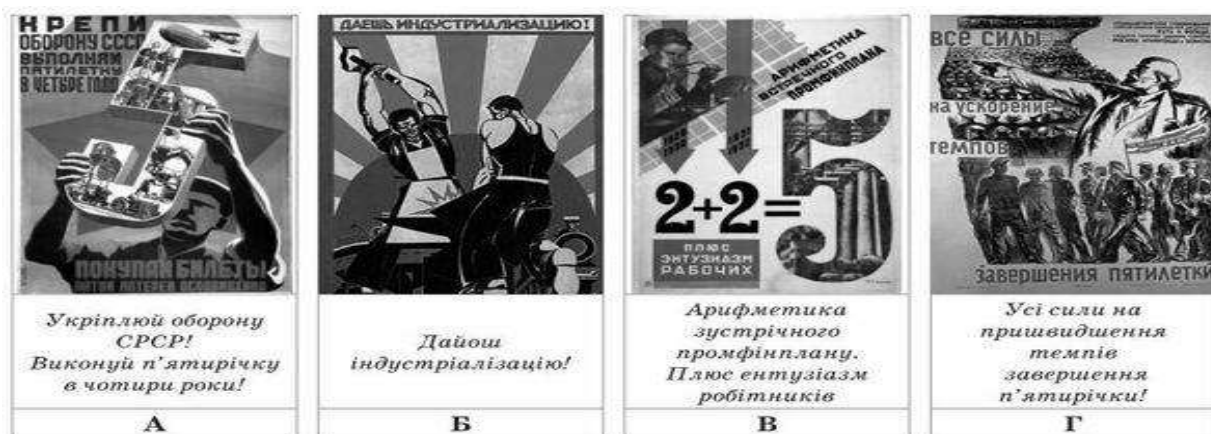 КРЕПИ
ОБОРОНУ СССР
ВЫПОЛНЯЙ
ПЯТИЛЕТКУ
В ЧЕТЫРЕ ГОДА
ПОКУПАЙ БИЛЕТЫ
Укріплюй оборону
СРСР!
Виконуй п'ятирічку
в чотири роки!
А
ДАЕШЬ ИНДУСТРИАЛИЗАЦИЮ!
Дайош
індустріалізацію!
Б
АРИФМЕТИКА
ВСТРЕЧНОГО
ПРОМФИНПЛАНА
2+2=5
ПЛЮС
ЭНТУЗИАЗМ
РАБОЧИХ
Арифметика
зустрічного
промфінплану.
Плюс ентузіазм
робітників
В
ВСЕ СИЛЫ
на ускорение
темпов
завершения пятилетки
Усі сили на
пришвидшення
темпів
завершення
п'ятирічки!
Г